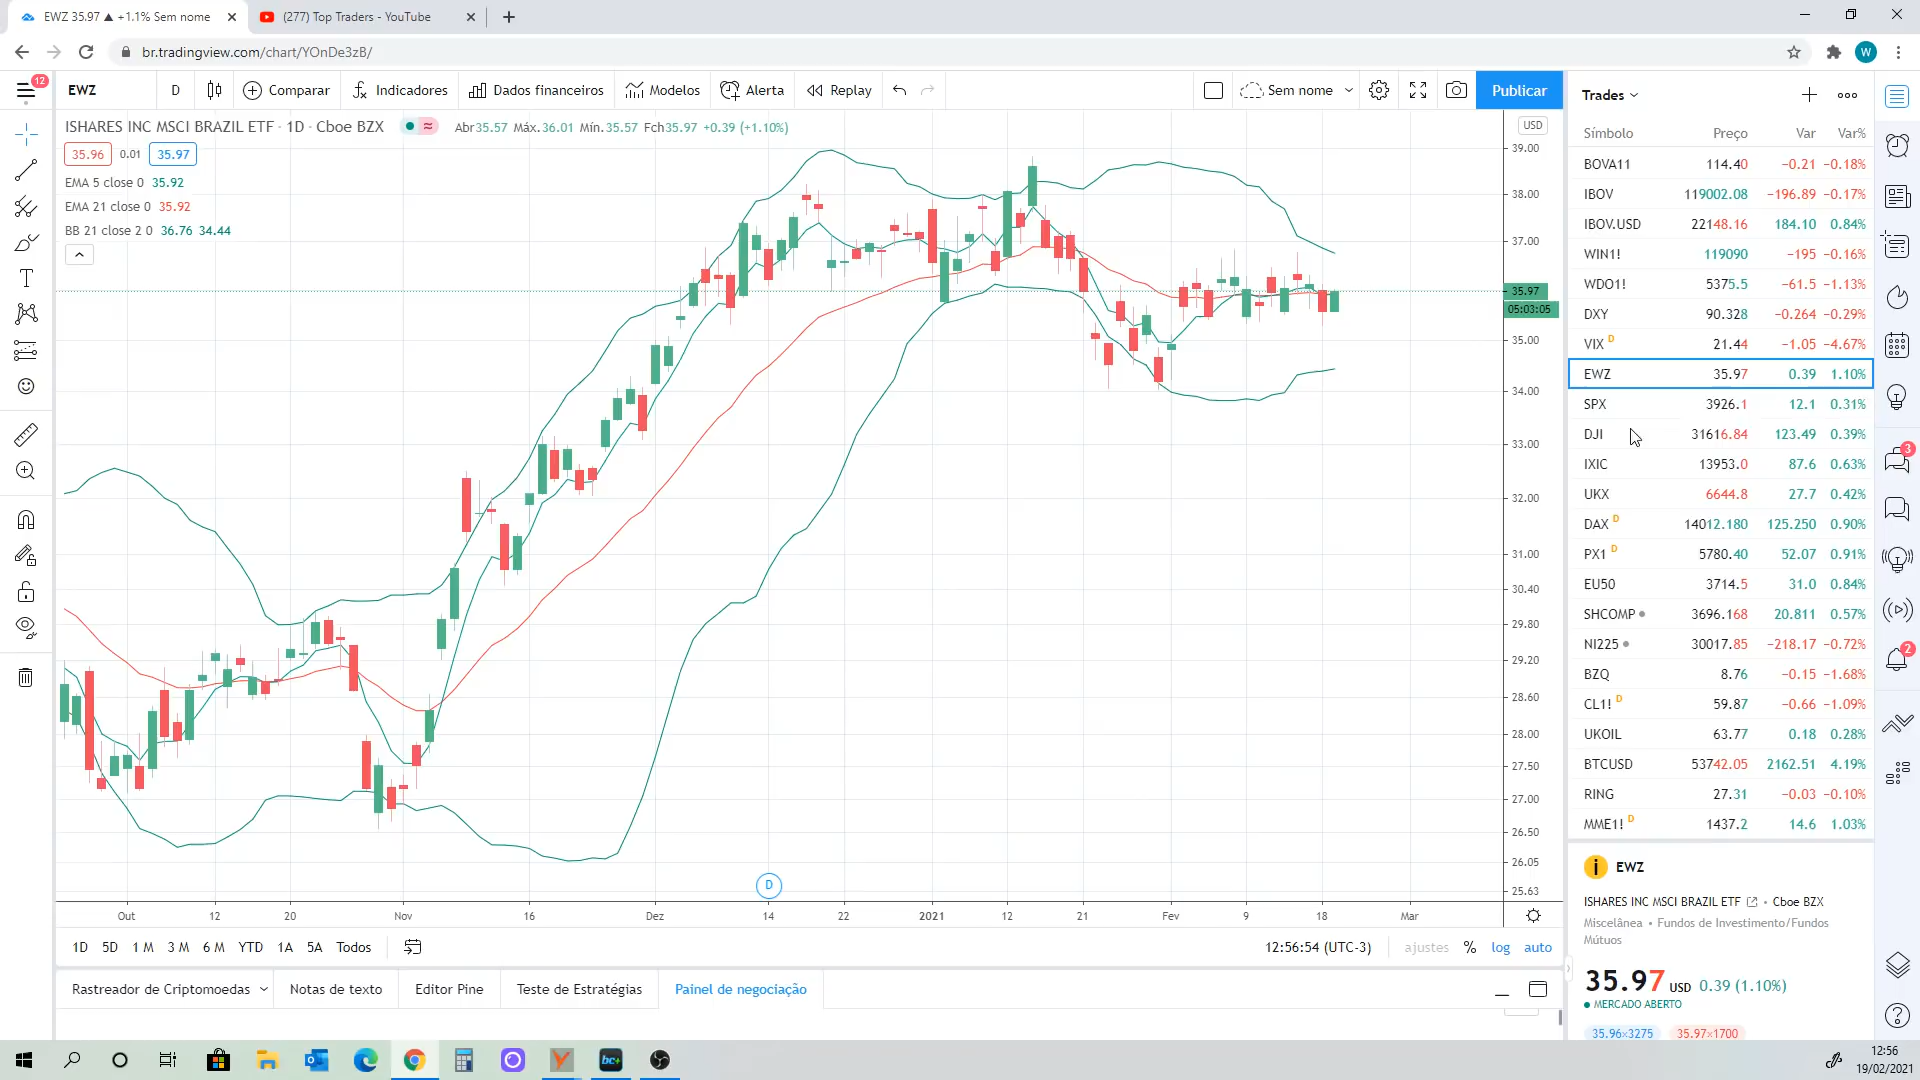 EWZ 35.97 ▲ +1.1% Sem nome
(277) Top Traders - YouTube
br.tradingview.com/chart/YOnDe3zB/
W
12
EWZ
D
Comparar
Indicadores
Dados financeiros
Modelos
Alerta
Replay
Sem nome
Publicar
ISHARES INC MSCI BRAZIL ETF · 1D · Cboe BZX
Abr35.57 Máx.36.01 Mín.35.57 Fch35.97 +0.39 (+1.10%)
35.96 0.01 35.97
EMA 5 close 0 35.92
EMA 21 close 0 35.92
BB 21 close 2 0 36.76 34.44
USD
39.00
38.00
37.00
35.97
05:03:05
35.00
34.00
33.00
32.00
31.00
30.40
29.80
29.20
28.60
28.00
27.50
27.00
26.50
26.05
25.63
D
Out 12 20 Nov 16 Dez 14 22 2021 12 21 Fev 9 18 Mar
1D 5D 1 M 3 M 6 M YTD 1A 5A Todos
12:56:54 (UTC-3) ajustes % log auto
Rastreador de Criptomoedas
Notas de texto
Editor Pine
Teste de Estratégias
Painel de negociação
Trades
Símbolo Preço Var Var%
BOVA11 114.40 −0.21 −0.18%
IBOV 119002.08 −196.89 −0.17%
IBOV.USD 22148.16 184.10 0.84%
WIN1! 119090 −195 −0.16%
WDO1! 5375.5 −61.5 −1.13%
DXY 90.328 −0.264 −0.29%
VIX D 21.44 −1.05 −4.67%
EWZ 35.97 0.39 1.10%
SPX 3926.1 12.1 0.31%
DJI 31616.84 123.49 0.39%
IXIC 13953.0 87.6 0.63%
UKX 6644.8 27.7 0.42%
DAX D 14012.180 125.250 0.90%
PX1 D 5780.40 52.07 0.91%
EU50 3714.5 31.0 0.84%
SHCOMP 3696.168 20.811 0.57%
NI225 30017.85 −218.17 −0.72%
BZQ 8.76 −0.15 −1.68%
CL1! D 59.87 −0.66 −1.09%
UKOIL 63.77 0.18 0.28%
BTCUSD 53742.05 2162.51 4.19%
RING 27.31 −0.03 −0.10%
MME1! D 1437.2 14.6 1.03%
EWZ
ISHARES INC MSCI BRAZIL ETF • Cboe BZX
Miscelânea • Fundos de Investimento/Fundos
Mútuos
35.97 USD 0.39 (1.10%)
MERCADO ABERTO
35.96×3275 35.97×1700
3
2
bc+
12:56
19/02/2021